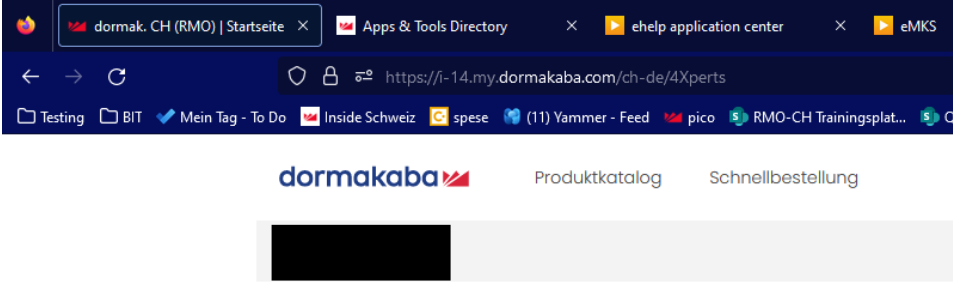 dormak. CH (RMO) | Startseite Apps & Tools Directory ehelp application center eMKS
https://i-14.my.dormakaba.com/ch-de/4Xperts
Testing BIT Mein Tag - To Do Inside Schweiz spese (11) Yammer - Feed pico RMO-CH Trainingsplat...
dormakaba Produktkatalog Schnellbestellung